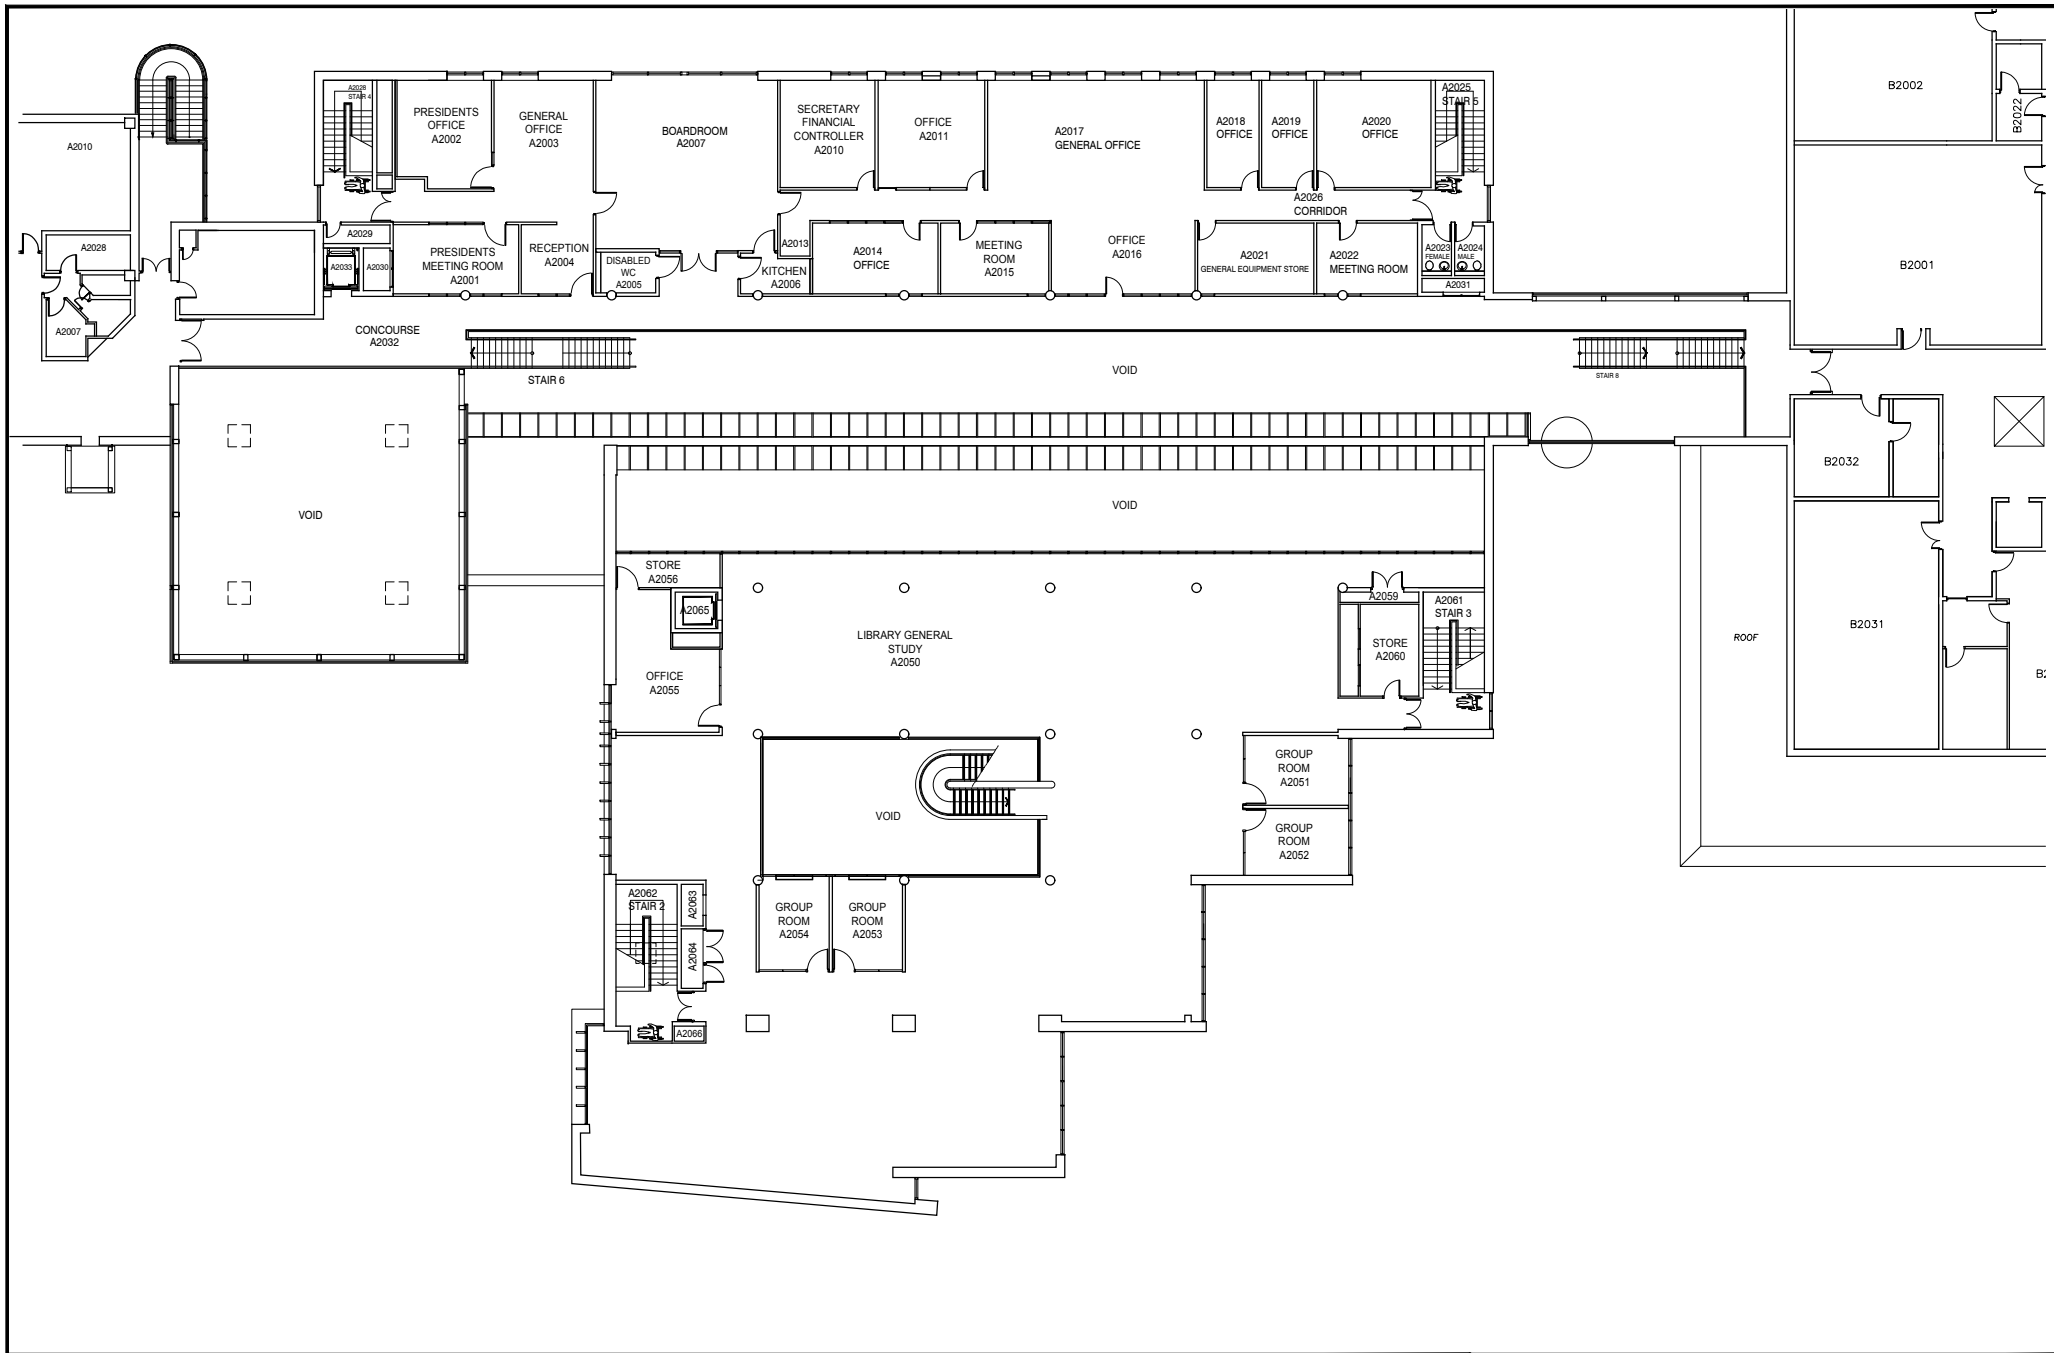 A2010
A2028
A2007
A2028
STAIR 4
PRESIDENTS
OFFICE
A2002
GENERAL
OFFICE
A2003
BOARDROOM
A2007
SECRETARY
FINANCIAL
CONTROLLER
A2010
OFFICE
A2011
A2017
GENERAL OFFICE
A2018
OFFICE
A2019
OFFICE
A2020
OFFICE
A2025
STAIR 5
A2026
CORRIDOR
A2029
A2033
A2030
PRESIDENTS
MEETING ROOM
A2001
RECEPTION
A2004
DISABLED
WC
A2005
KITCHEN
A2006
A2013
A2014
OFFICE
MEETING
ROOM
A2015
OFFICE
A2016
A2021
GENERAL EQUIPMENT STORE
A2022
MEETING ROOM
A2023
FEMALE
A2024
MALE
A2031
B2002
B2022
B2001
CONCOURSE
A2032
STAIR 6
VOID
STAIR 8
VOID
VOID
B2032
B2031
B2
ROOF
STORE
A2056
A2065
OFFICE
A2055
LIBRARY GENERAL
STUDY
A2050
A2059
STORE
A2060
A2061
STAIR 3
GROUP
ROOM
A2051
GROUP
ROOM
A2052
VOID
A2062
STAIR 2
A2063
A2064
A2066
GROUP
ROOM
A2054
GROUP
ROOM
A2053